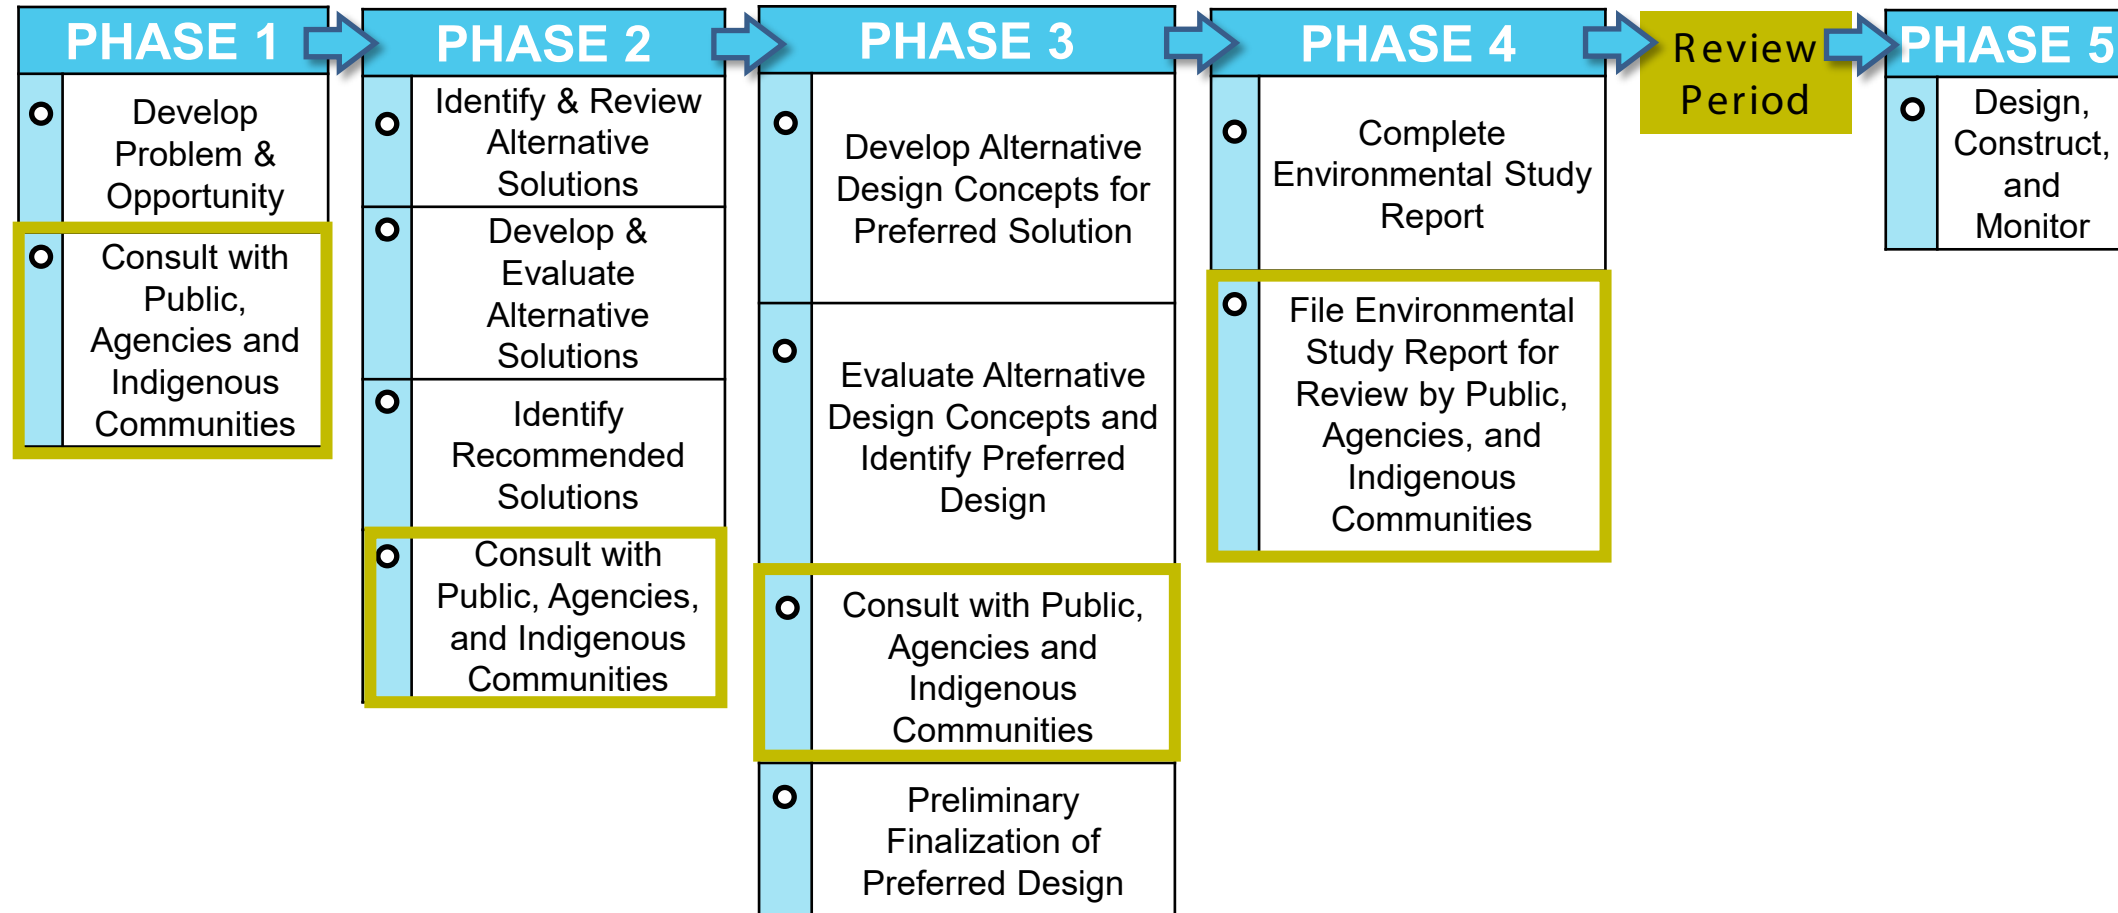 PHASE 1
Develop
Problem &
Opportunity
Consult with
Public,
Agencies and
Indigenous
Communities
PHASE 2
Identify & Review
Alternative
Solutions
Develop &
Evaluate
Alternative
Solutions
Identify
Recommended
Solutions
Consult with
Public, Agencies,
and Indigenous
Communities
PHASE 3
Develop Alternative
Design Concepts for
Preferred Solution
Evaluate Alternative
Design Concepts and
Identify Preferred
Design
Consult with Public,
Agencies and
Indigenous
Communities
Preliminary
Finalization of
Preferred Design
PHASE 4
Complete
Environmental Study
Report
File Environmental
Study Report for
Review by Public,
Agencies, and
Indigenous
Communities
Review
Period
PHASE 5
Design,
Construct,
and
Monitor